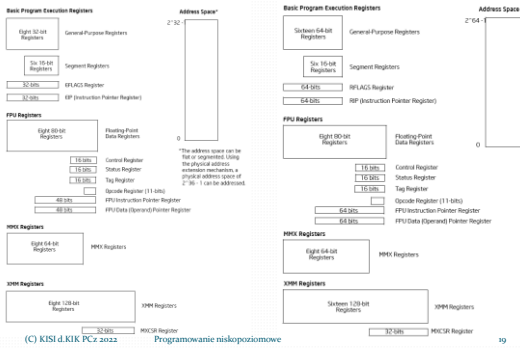 Basic Program Execution Registers
Address Space*
2^32 -
Eight 32-bit
Registers
General-Purpose Registers
Six 16-bit
Registers
Segment Registers
32-bits
EFLAGS Register
32-bits
EIP (Instruction Pointer Register)
FPU Registers
Eight 80-bit
Registers
Floating-Point
Data Registers
0
16 bits
Control Register
16 bits
Status Register
16 bits
Tag Register
Opcode Register (11-bits)
48 bits
FPU Instruction Pointer Register
48 bits
FPU Data (Operand) Pointer Register
*The address space can be
flat or segmented. Using
the physical address
extension mechanism, a
physical address space of
2^36 - 1 can be addressed.
MMX Registers
Eight 64-bit
Registers
MMX Registers
XMM Registers
Eight 128-bit
Registers
XMM Registers
32-bits
MXCSR Register
Basic Program Execution Registers
Address Space
2^64 -1
Sixteen 64-bit
Registers
General-Purpose Registers
Six 16-bit
Registers
Segment Registers
64-bits
RFLAGS Register
64-bits
RIP (Instruction Pointer Register)
FPU Registers
Eight 80-bit
Registers
Floating-Point
Data Registers
0
16 bits
Control Register
16 bits
Status Register
16 bits
Tag Register
Opcode Register (11-bits)
64 bits
FPU Instruction Pointer Register
64 bits
FPU Data (Operand) Pointer Register
MMX Registers
Eight 64-bit
Registers
MMX Registers
XMM Registers
Sixteen 128-bit
Registers
XMM Registers
32-bits
MXCSR Register
(C) KISI d.KIK PCz 2022
Programowanie niskopoziomowe
19